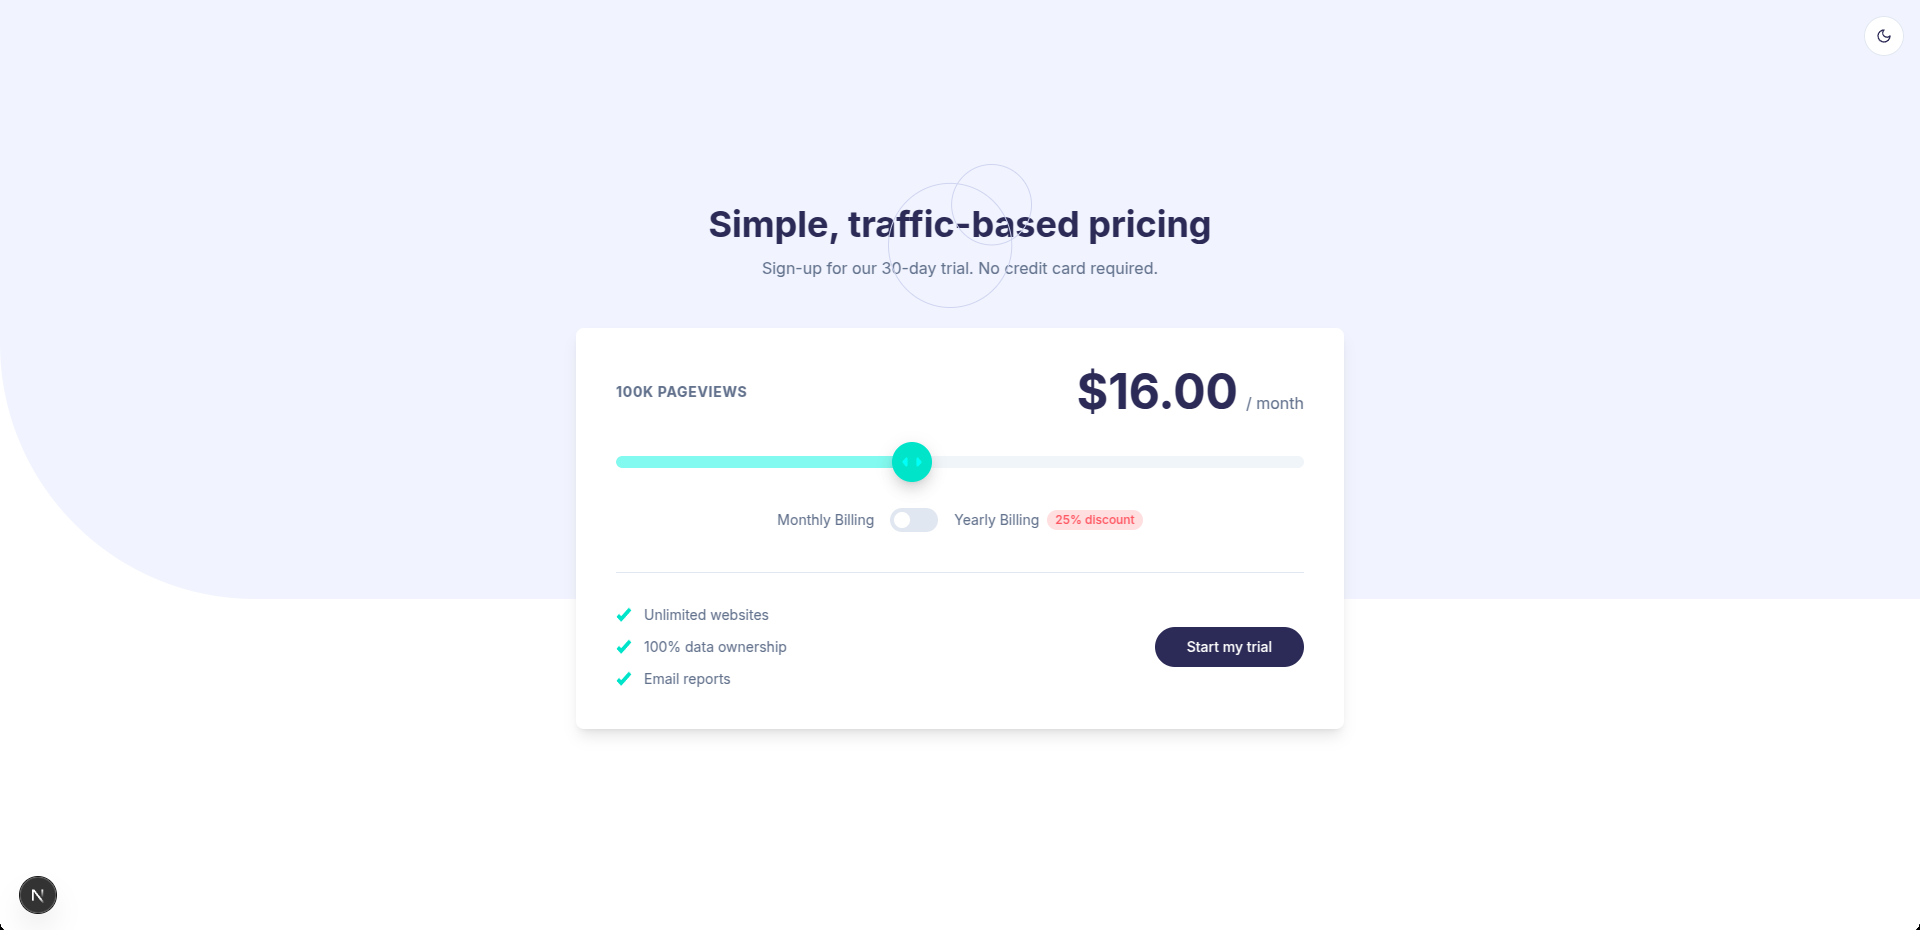 Simple, traffic-based pricing
Sign-up for our 30-day trial. No credit card required.
100K PAGEVIEWS
$16.00 / month
Monthly Billing
Yearly Billing
25% discount
Unlimited websites
100% data ownership
Email reports
Start my trial
N